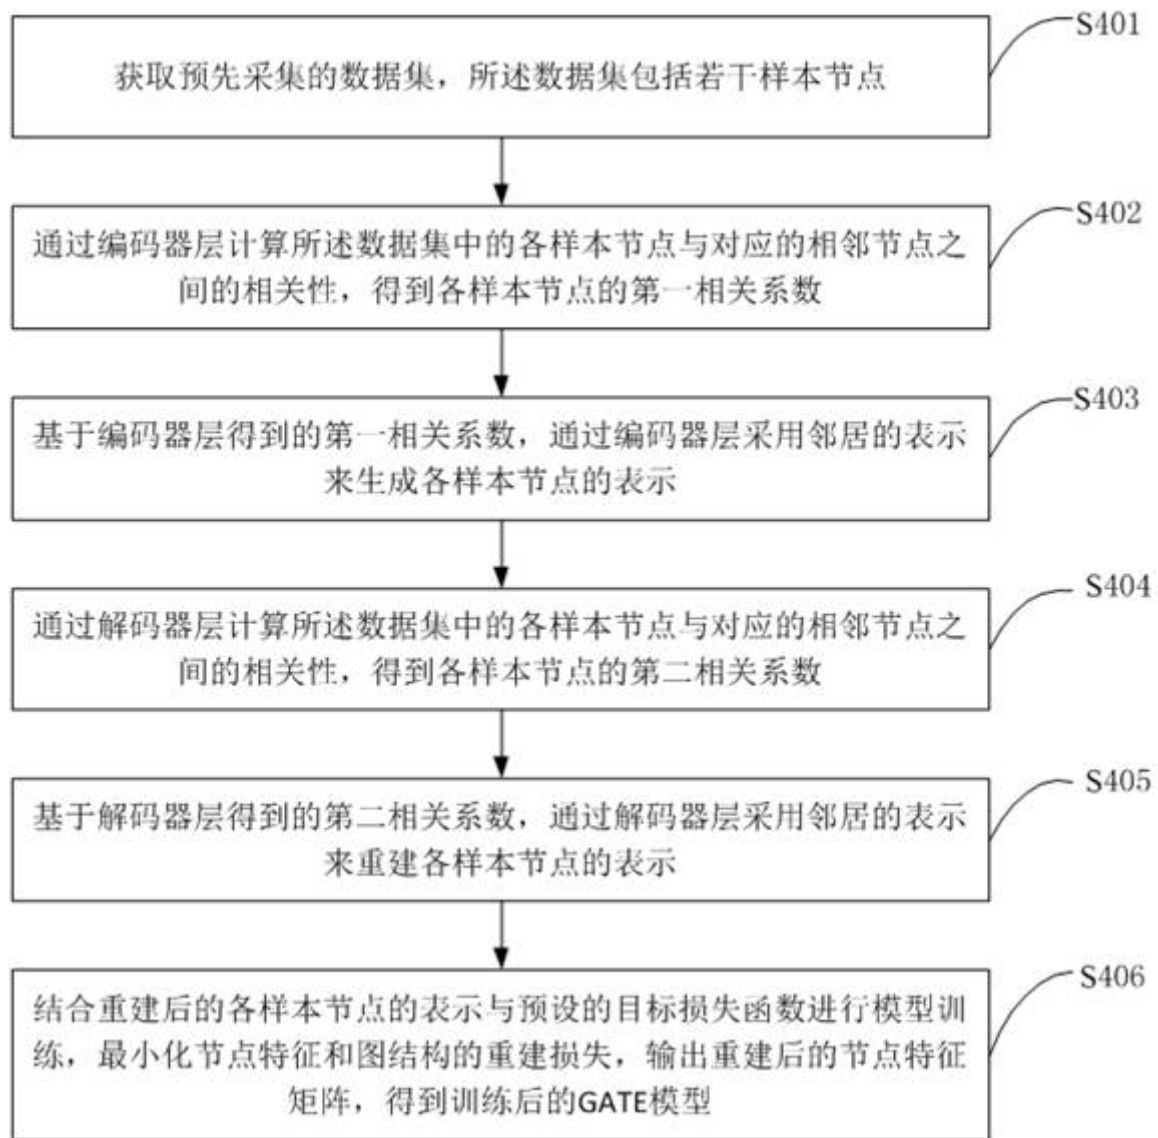 S401
获取预先采集的数据集，所述数据集包括若干样本节点
S402
通过编码器层计算所述数据集中的各样本节点与对应的相邻节点之
间的相关性，得到各样本节点的第一相关系数
S403
基于编码器层得到的第一相关系数，通过编码器层采用邻居的表示
来生成各样本节点的表示
S404
通过解码器层计算所述数据集中的各样本节点与对应的相邻节点之
间的相关性，得到各样本节点的第二相关系数
S405
基于解码器层得到的第二相关系数，通过解码器层采用邻居的表示
来重建各样本节点的表示
S406
结合重建后的各样本节点的表示与预设的目标损失函数进行模型训
练，最小化节点特征和图结构的重建损失，输出重建后的节点特征
矩阵，得到训练后的GATE模型